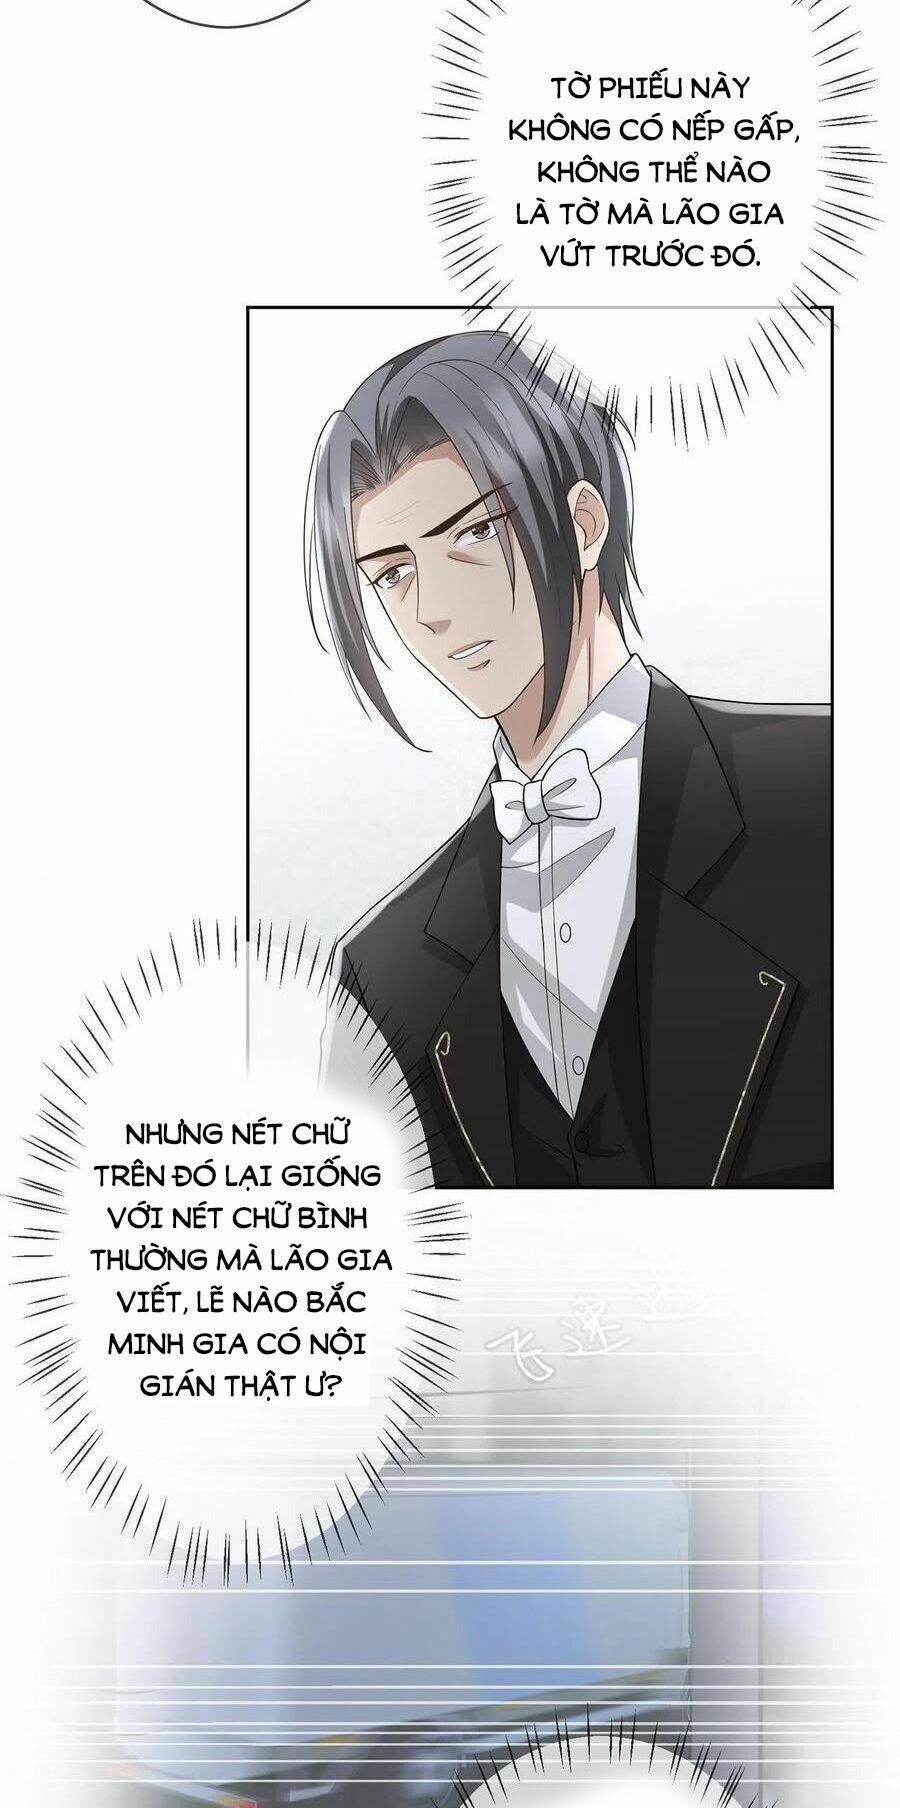 TỜ PHIẾU NÀY
KHÔNG CÓ NẾP GẤP,
KHÔNG THỂ NÀO
LÀ TỜ MÀ LÃO GIA
VỨT TRƯỚC ĐÓ.
NHƯNG NÉT CHỮ
TRÊN ĐÓ LẠI GIỐNG
VỚI NÉT CHỮ BÌNH
THƯỜNG MÀ LÃO GIA
VIẾT, LẼ NÀO BẮC
MINH GIA CÓ NỘI
GIÁN THẬT Ư?
飞速